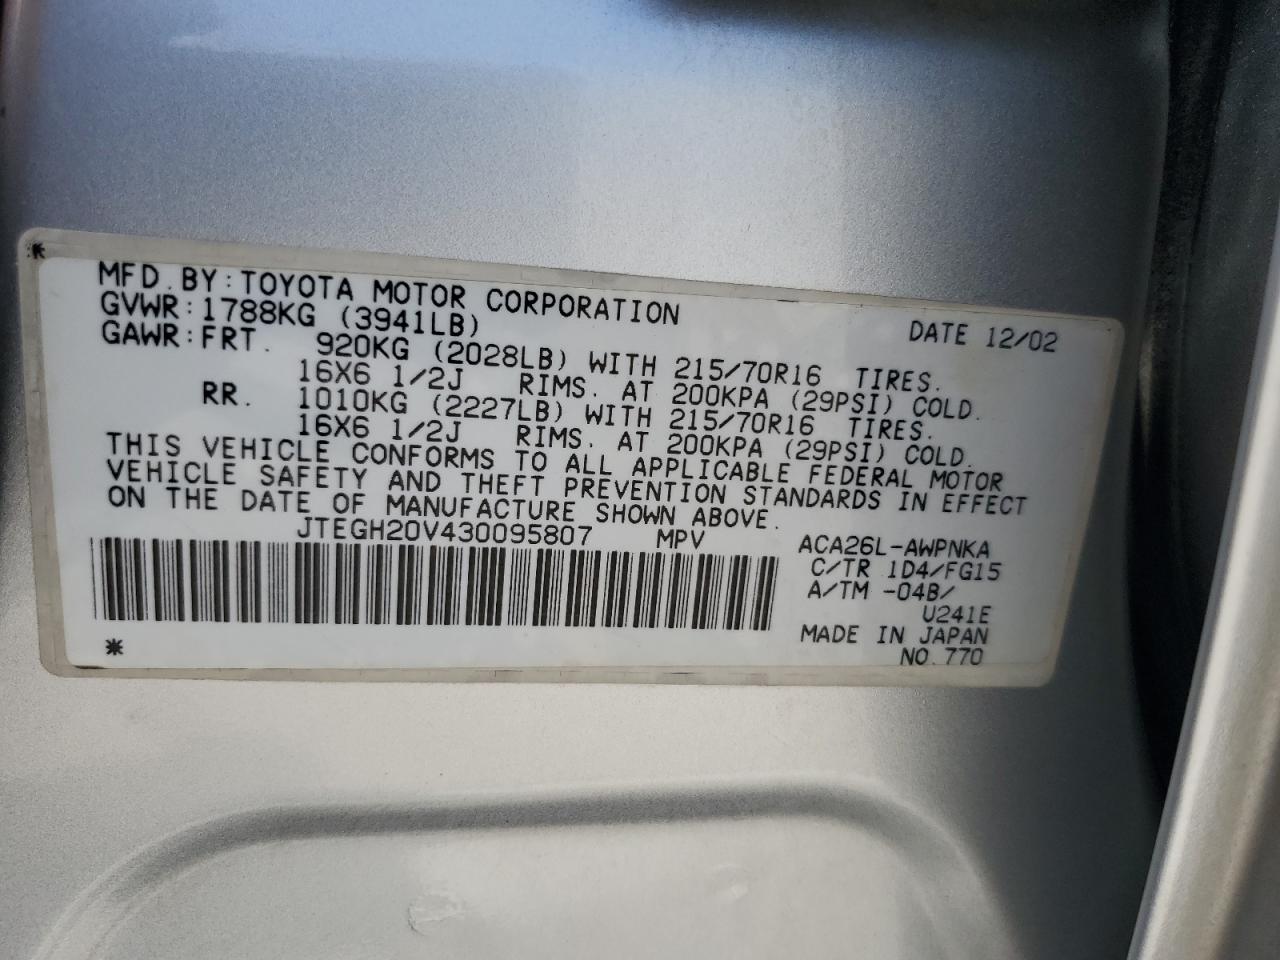 MFD. BY: TOYOTA MOTOR CORPORATION DATE 12/02
GVWR: 1788KG (3941LB)
GAWR: FRT. 920KG (2028LB) WITH 215/70R16 TIRES.
16X6 1/2J RIMS. AT 200KPA (29PSI) COLD.
RR. 1010KG (2227LB) WITH 215/70R16 TIRES.
16X6 1/2J RIMS. AT 200KPA (29PSI) COLD.
THIS VEHICLE CONFORMS TO ALL APPLICABLE FEDERAL MOTOR
VEHICLE SAFETY AND THEFT PREVENTION STANDARDS IN EFFECT
ON THE DATE OF MANUFACTURE SHOWN ABOVE.
JTEGH20V430095807 MPV
ACA26L-AWPNKA
C/TR 1D4/FG15
A/TM -04B/
U241E
MADE IN JAPAN
NO.770